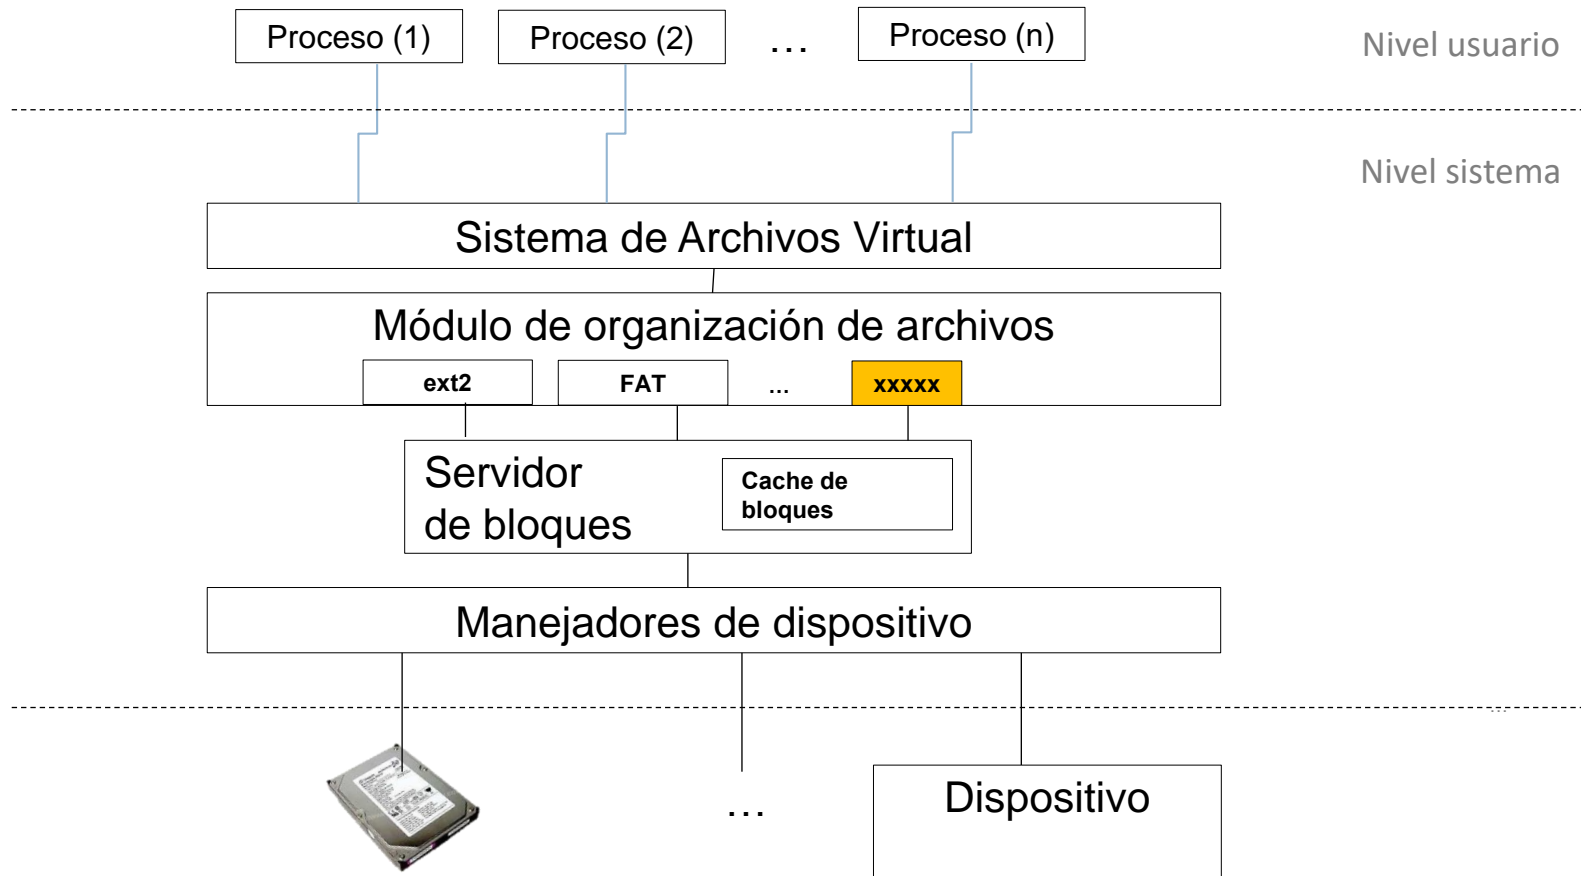 Proceso (1)
Proceso (2)
...
Proceso (n)
Nivel usuario
Nivel sistema
Sistema de Archivos Virtual
Módulo de organización de archivos
ext2
FAT
...
xxxxx
Servidor
de bloques
Cache de
bloques
Manejadores de dispositivo
...
...
Dispositivo